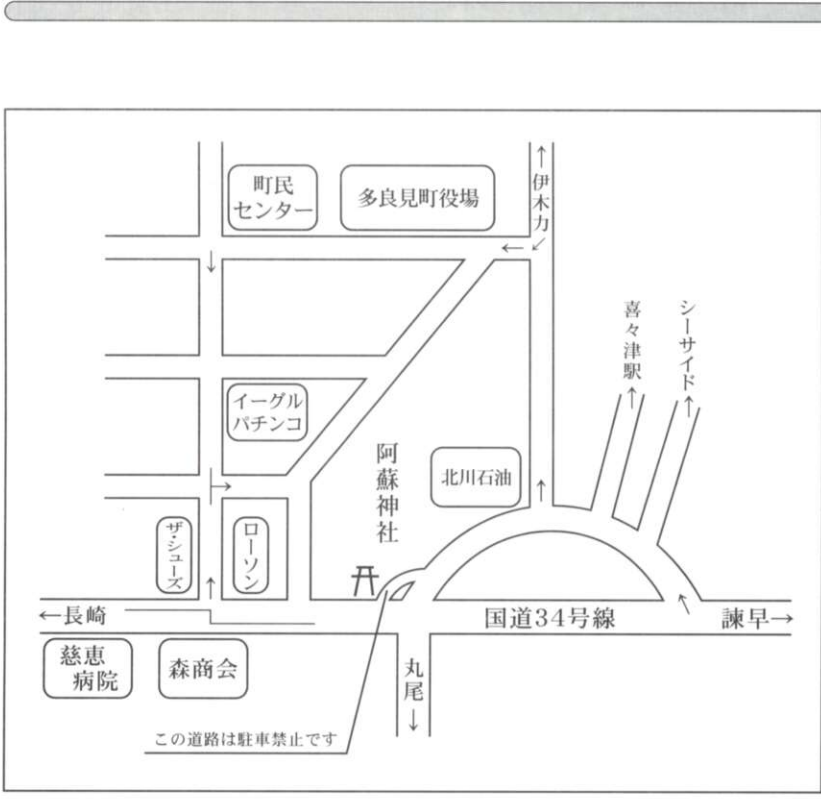 町民
センター
多良見町役場
↑伊木力
喜々津駅→
シーサイド→
イーグル
パチンコ
阿蘇神社
北川石油
ザ・シューズ
ローソン
←長崎
国道34号線
諫早→
慈恵
病院
森商会
丸尾→
この道路は駐車禁止です